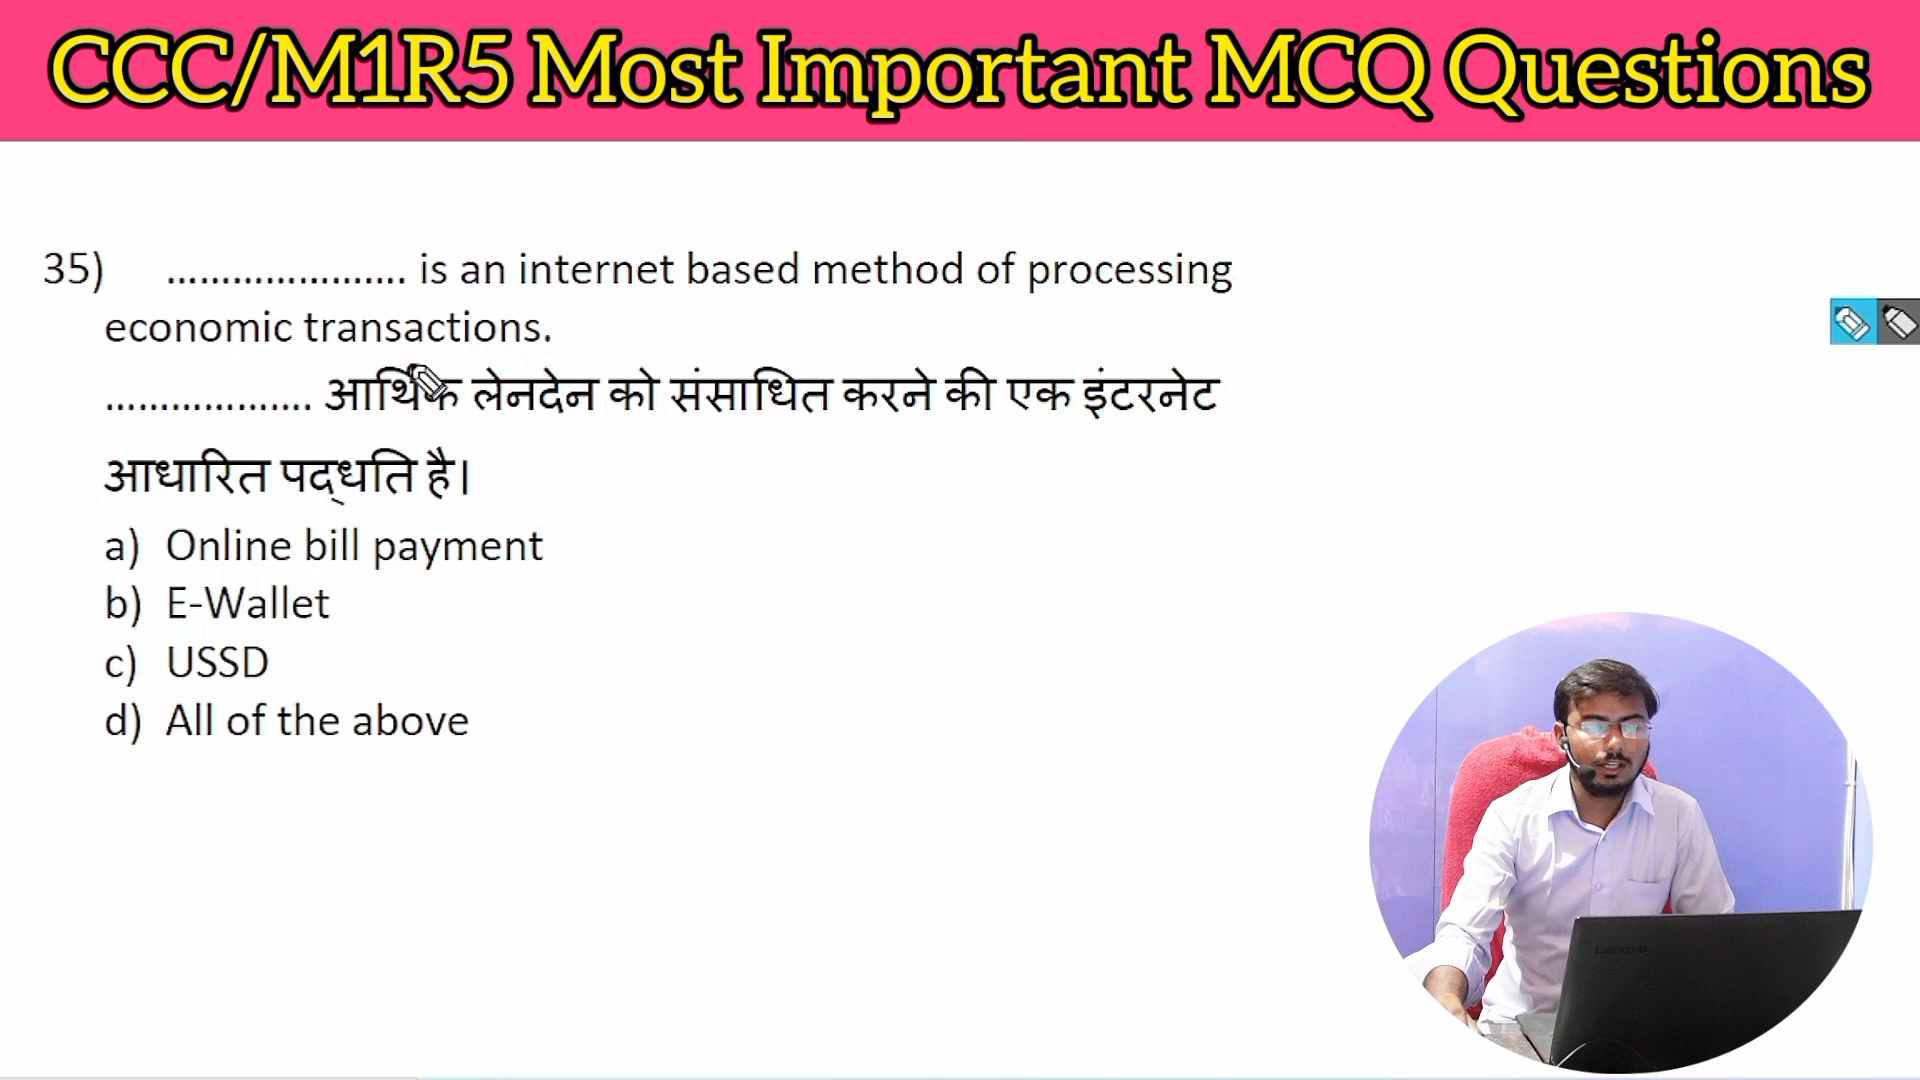 CCC/M1R5 Most Important MCQ Questions
35) ........................ is an internet based method of processing
economic transactions.
.................... आर्थिक लेनदेन को संसाधित करने की एक इंटरनेट
आधारित पद्धति है।
a) Online bill payment
b) E-Wallet
c) USSD
d) All of the above
Lenovo